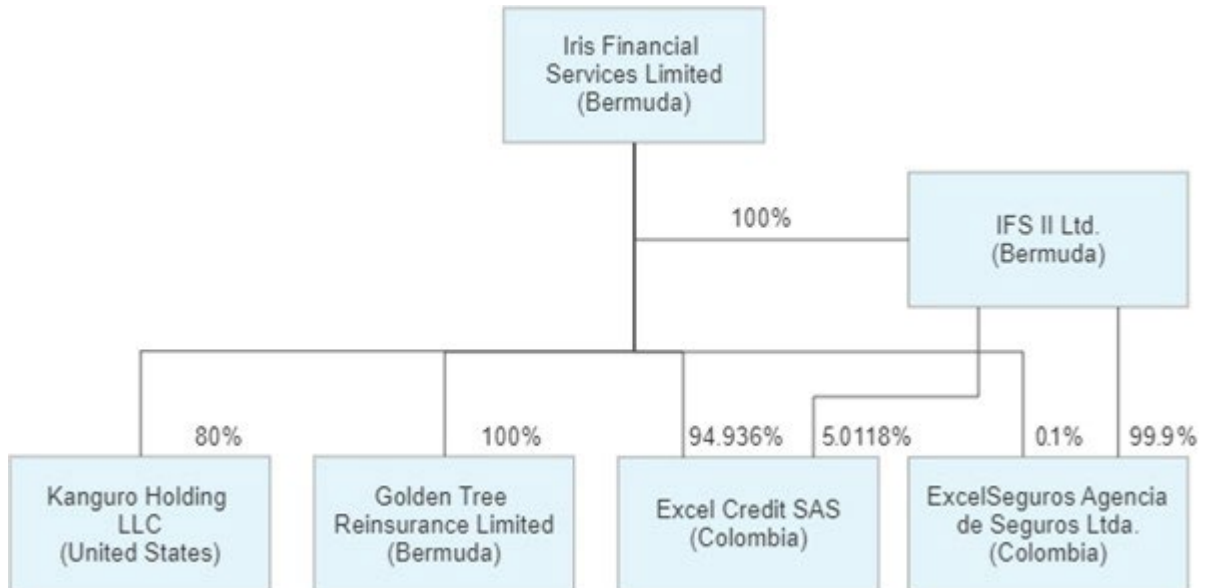 Iris Financial
Services Limited
(Bermuda)
100%
IFS II Ltd.
(Bermuda)
80%
100%
94.936%
5.0118%
0.1%
99.9%
Kanguro Holding
LLC
(United States)
Golden Tree
Reinsurance Limited
(Bermuda)
Excel Credit SAS
(Colombia)
ExcelSeguros Agencia
de Seguros Ltda.
(Colombia)